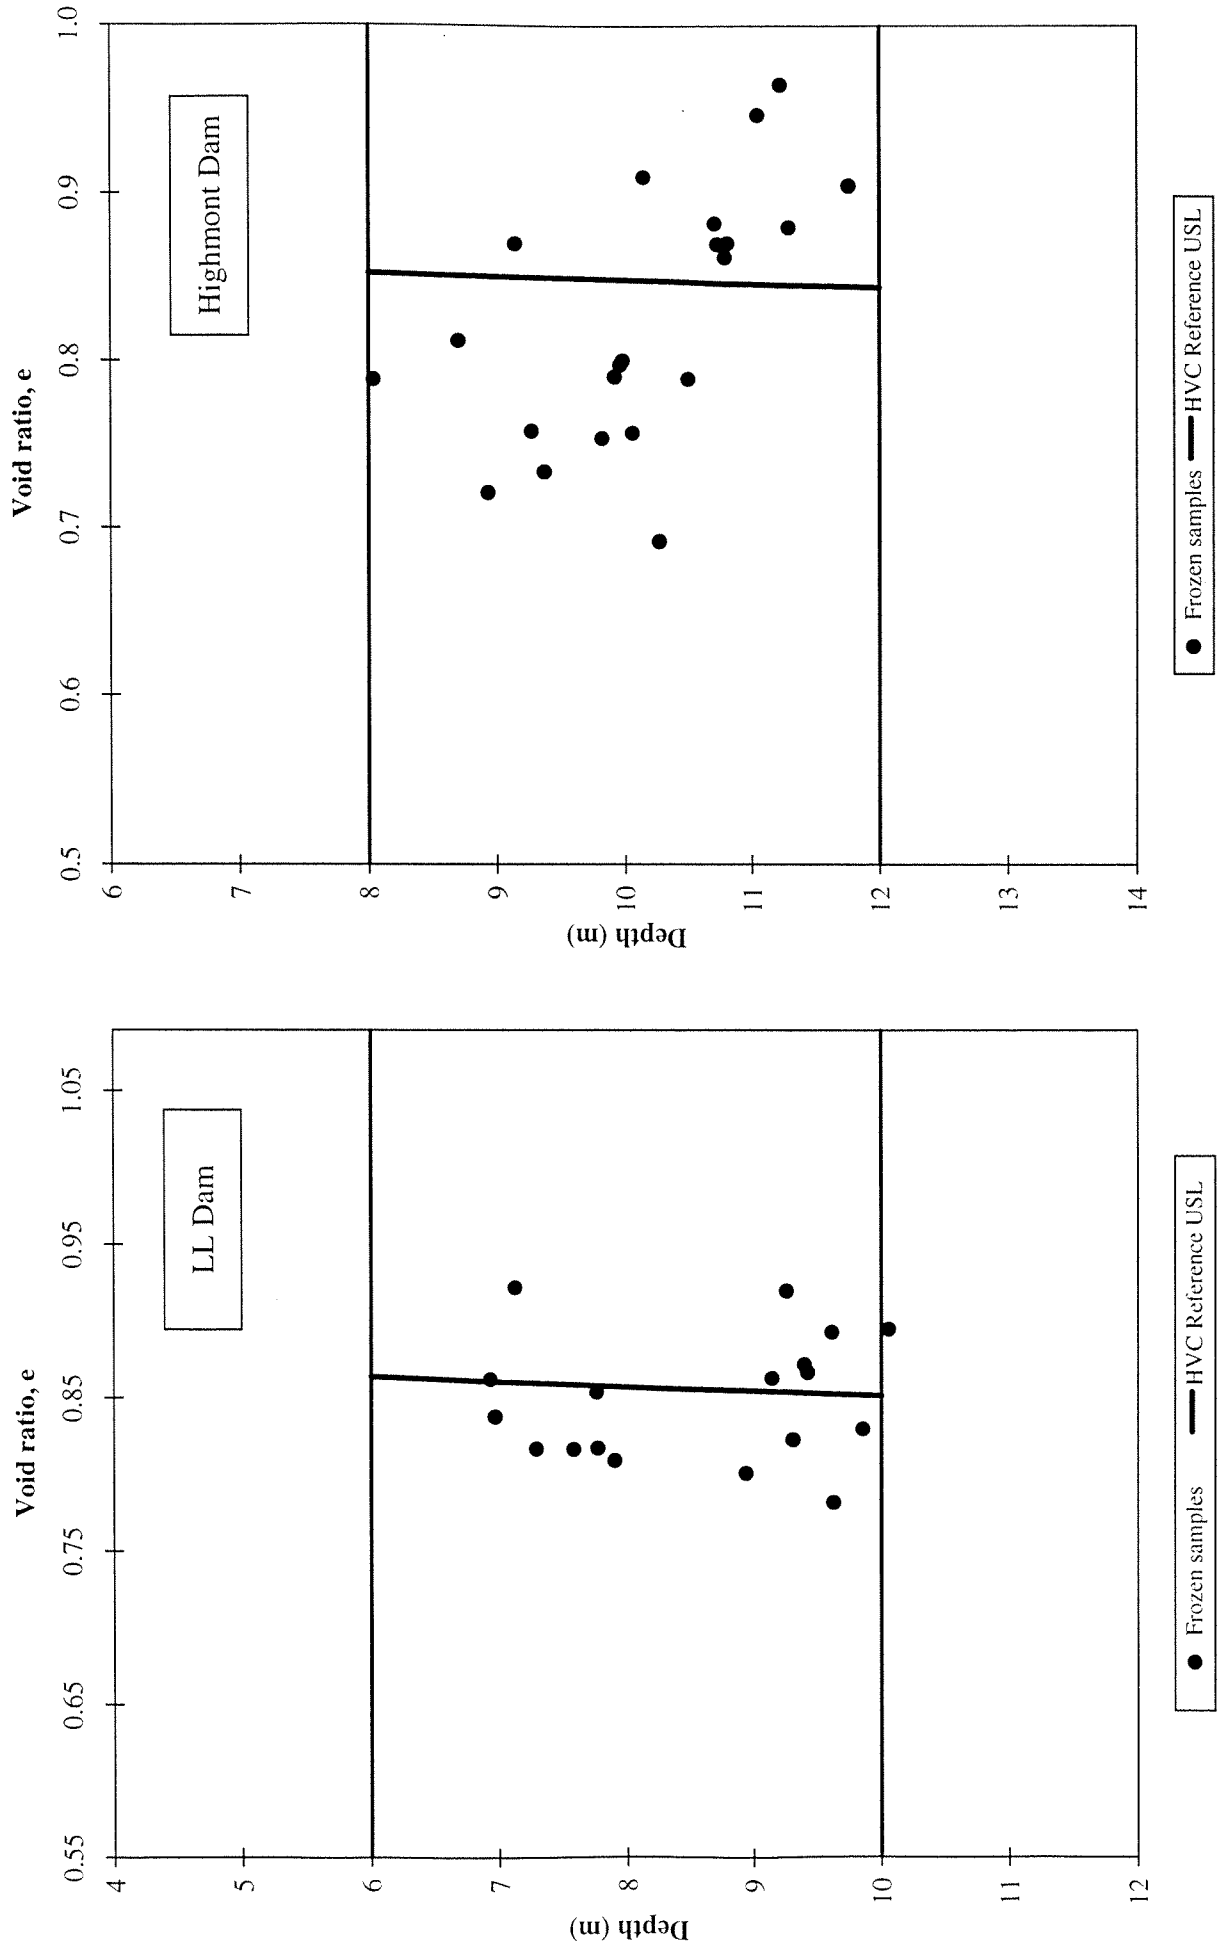 Void ratio, e
0.55 0.65 0.75 0.85 0.95 1.05
LL Dam
Depth (m)
4
5
6
7
8
9
10
11
12
Frozen samples HVC Reference USL
Void ratio, e
0.5 0.6 0.7 0.8 0.9 1.0
Highmont Dam
Depth (m)
6
7
8
9
10
11
12
13
14
Frozen samples HVC Reference USL